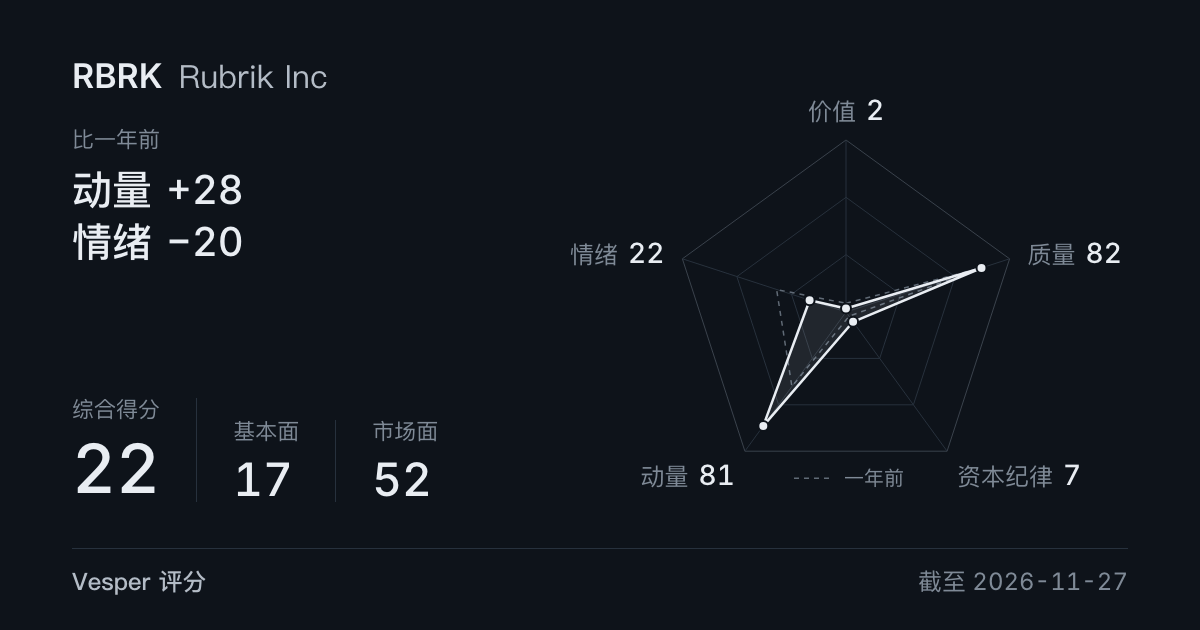 RBRK Rubrik Inc
比一年前
动量 +28
情绪 −20
综合得分
22
基本面
17
市场面
52
价值 2
情绪 22
质量 82
动量 81
一年前
资本纪律 7
Vesper 评分
截至 2026-11-27